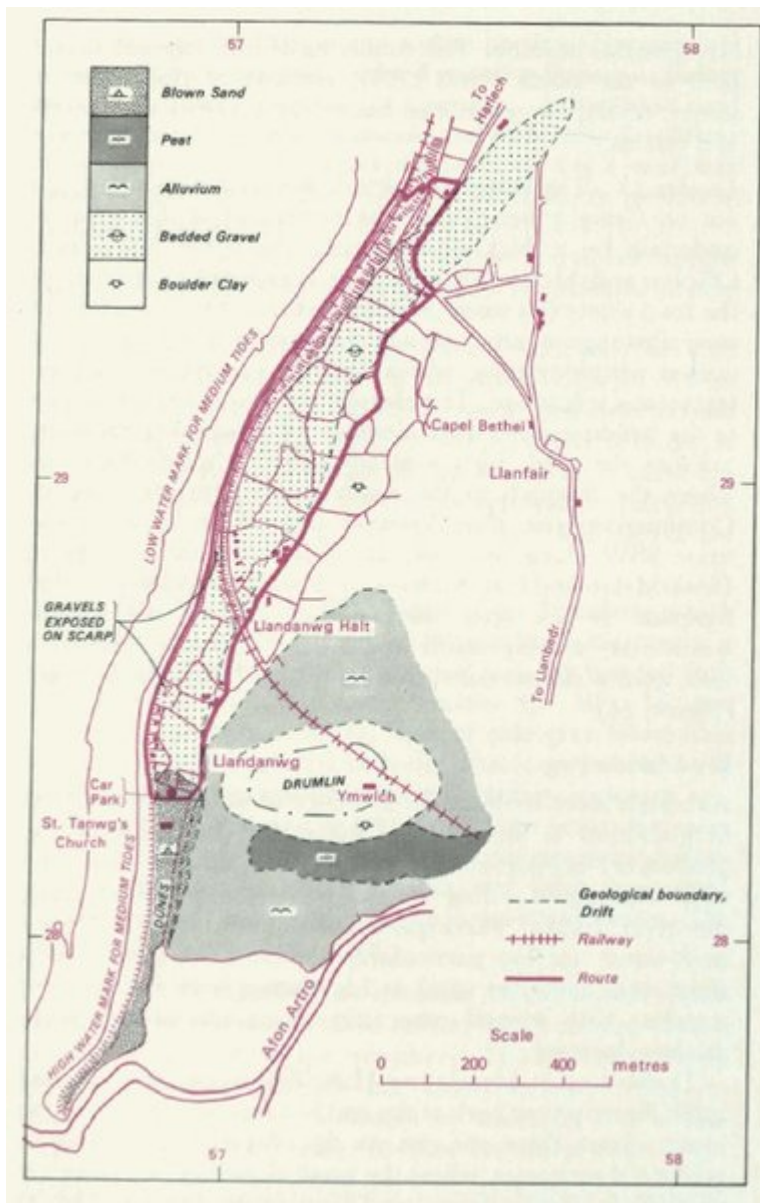 57
58
Blown Sand
Peat
Alluvium
Bedded Gravel
Boulder Clay
To
Harlech
LOW WATER MARK FOR MEDIUM TIDES
Capel Bethel
Llanfair
29
29
GRAVELS
EXPOSED
ON SCARP
Llandanwg Halt
To Llanbedr
Llandanwg
DRUMLIN
Ymwlch
Car
Park
St. Tanwg's
Church
DUNES
HIGH WATER MARK FOR MEDIUM TIDES
Geological boundary,
Drift
Railway
Route
28
28
Afon Artro
Scale
0 200 400
metres
57
58